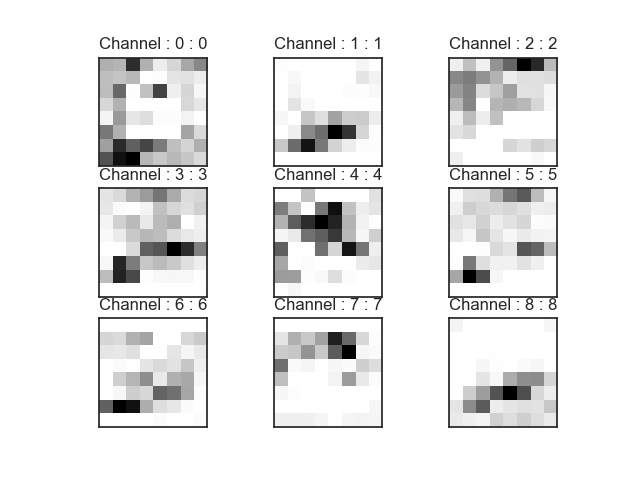 Channel : 0 : 0
Channel : 1 : 1
Channel : 2 : 2
Channel : 3 : 3
Channel : 4 : 4
Channel : 5 : 5
Channel : 6 : 6
Channel : 7 : 7
Channel : 8 : 8